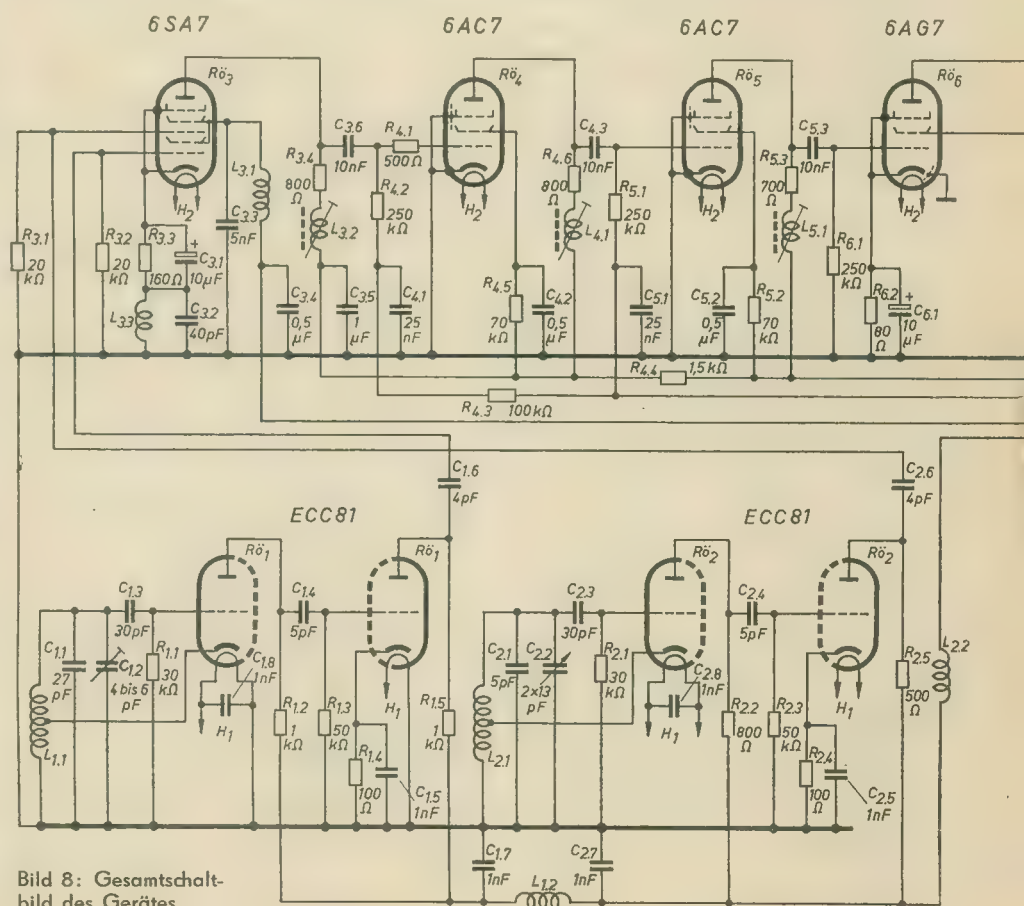 6SA7
6AC7
6AC7
6AG7
Rö3
Rö4
Rö5
Rö6
C3.6
10nF
R4.1
500Ω
C4.3
10nF
C5.3
10nF
L3.1
R3.4
800
Ω
R4.2
250
kΩ
R4.6
800
Ω
R5.1
250
kΩ
R5.3
700
Ω
H2
H2
H2
H2
C3.3
5nF
L3.2
L4.1
L5.1
R3.1
20
kΩ
R3.2
20
kΩ
R3.3
160Ω
+
C3.1
10µF
R6.1
250
kΩ
L3.3
C3.2
40pF
C3.4
0,5
µF
C3.5
1
µF
C4.1
25
nF
R4.5
70
kΩ
C4.2
0,5
µF
C5.1
25
nF
C5.2
0,5
µF
R5.2
70
kΩ
R6.2
80
Ω
+
C6.1
10
µF
R4.4
1,5kΩ
R4.3
100kΩ
C1.6
4pF
C2.6
4pF
ECC81
ECC81
Rö1
Rö1
Rö2
Rö2
C1.3
30pF
C1.4
5pF
C2.3
30pF
C2.4
5pF
C1.1
27
pF
C1.2
4 bis 6
pF
R1.1
30
kΩ
C1.8
1nF
C2.1
5pF
C2.2
2×13
pF
R2.1
30
kΩ
C2.8
1nF
R2.5
500
Ω
L2.2
L1.1
H1
R1.2
1
kΩ
R1.3
50
kΩ
H1
R1.4
100
Ω
C1.5
1nF
R1.5
1
kΩ
L2.1
H1
R2.2
800
Ω
R2.3
50
kΩ
H1
R2.4
100
Ω
C2.5
1nF
C1.7
1nF
C2.7
1nF
L1.2
Bild 8: Gesamtschalt-
bild des Gerätes